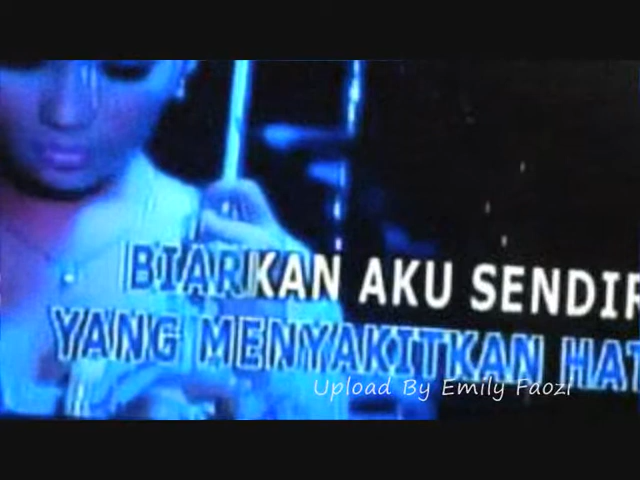 BIARKAN AKU SENDIR
YANG MENYAKITKAN HAT
Upload By Emily Faozi